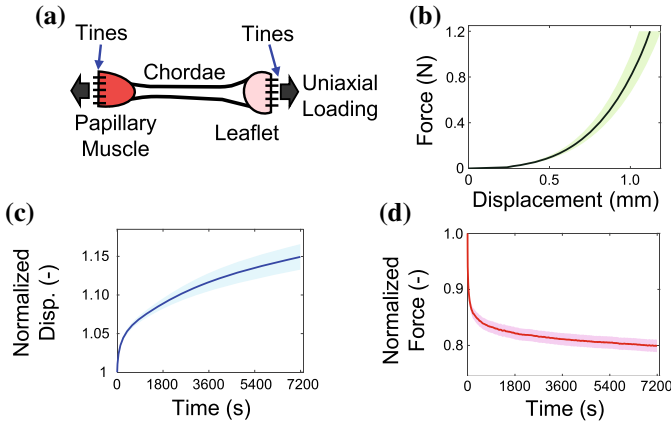 (a)
Tines
Tines
Chordae
Uniaxial
Loading
Papillary
Muscle
Leaflet
(b)
Force (N)
1.2
0.8
0.4
0
0
0.5
1.0
Displacement (mm)
(c)
Normalized
Disp. (-)
1.15
1.10
1.05
1
0
1800
3600
5400
7200
Time (s)
(d)
Normalized
Force (-)
1.0
0.9
0.8
0
1800
3600
5400
7200
Time (s)